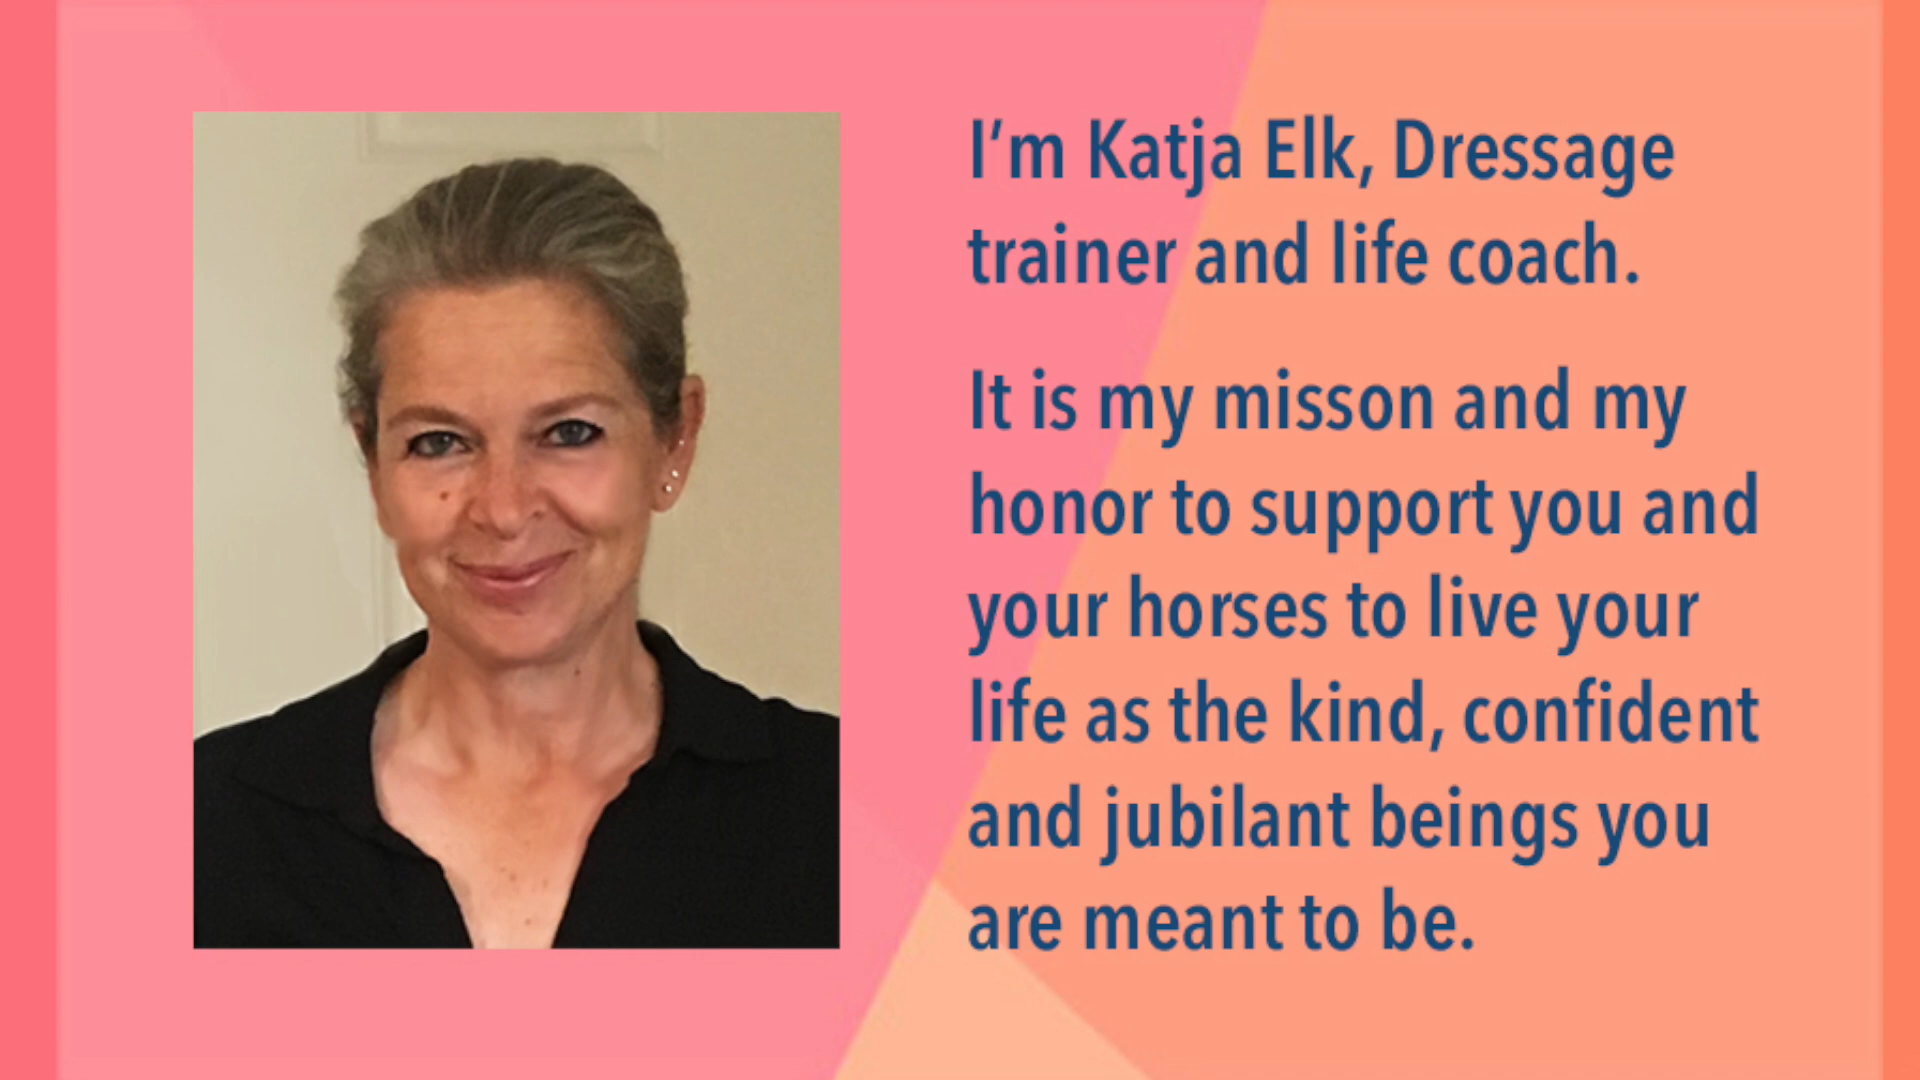 I’m Katja Elk, Dressage
trainer and life coach.
It is my misson and my
honor to support you and
your horses to live your
life as the kind, confident
and jubilant beings you
are meant to be.